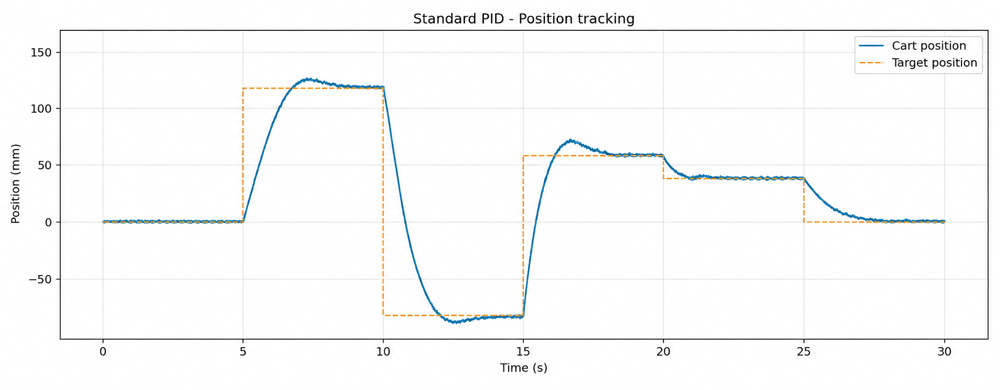 Standard PID - Position tracking
Cart position
Target position
Position (mm)
150
100
50
0
−50
0 5 10 15 20 25 30
Time (s)